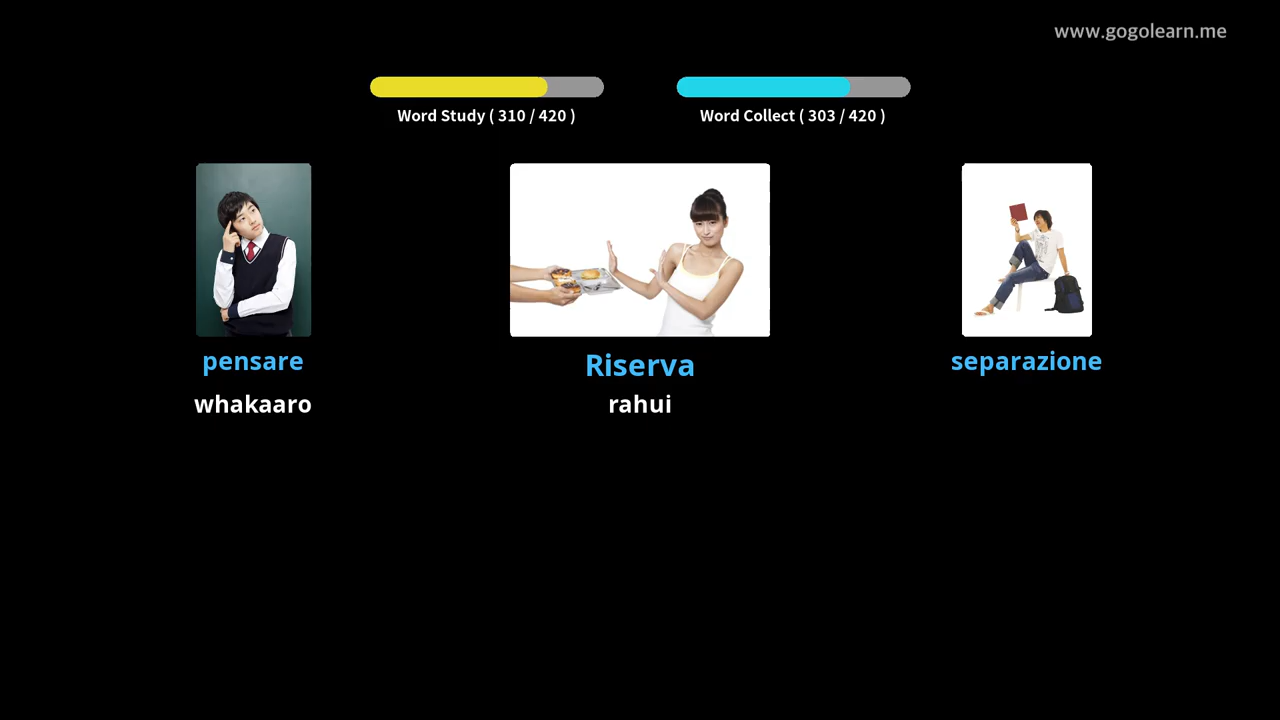 www.gogolearn.me
Word Study ( 310 / 420 )
Word Collect ( 303 / 420 )
pensare
Riserva
separazione
whakaaro
rahui